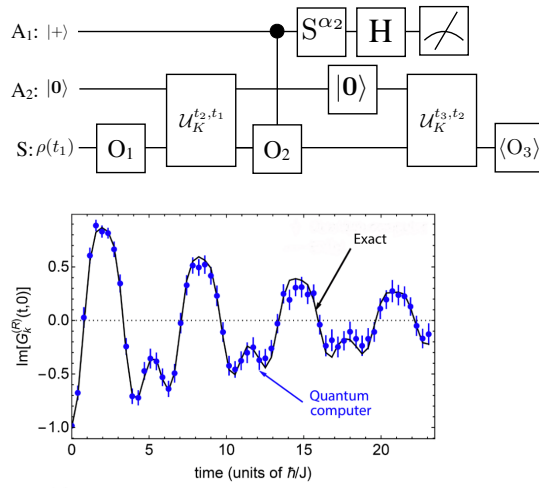 A₁: |+⟩ S^α₂ H
A₂: |0⟩ 𝒰_K^{t₂,t₁} |0⟩ 𝒰_K^{t₃,t₂}
S: ρ(t₁) O₁ O₂ ⟨O₃⟩
Im[G_k^(R)(t,0)]
0.5
0.0
-0.5
-1.0
Exact
Quantum
computer
0 5 10 15 20
time (units of ℏ/J)